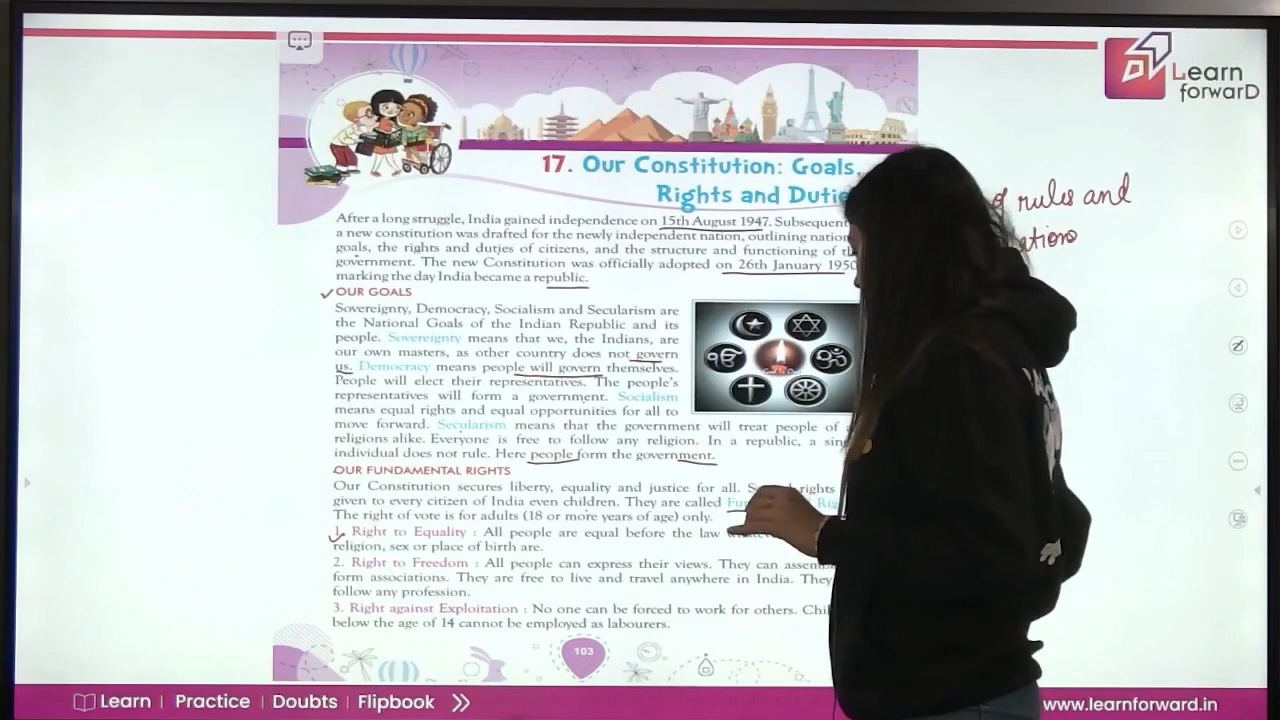 Learn
forwarD
17. Our Constitution: Goals,
Rights and
of rules and
After a long struggle, India gained independence on 15th August 1947.
a new constitution was drafted for the newly independent nation, outlining
goals, the rights and duties of citizens, and the structure and functioning of
government. The new Constitution was officially adopted on 26th January 1950
marking the day India became a republic.
OUR GOALS
Sovereignty, Democracy, Socialism and Secularism are
the National Goals of the Indian Republic and its
people. Sovereignty means that we, the Indians, are
our own masters, as other country does not govern
us. Democracy means people will govern themselves.
People will elect their representatives. The people's
representatives will form a government. Socialism
means equal rights and equal opportunities for all to
move forward. Secularism means that the government will treat people of
religions alike. Everyone is free to follow any religion. In a republic, a
individual does not rule. Here people form the government.
OUR FUNDAMENTAL RIGHTS
Our Constitution secures liberty, equality and justice for all. rights
given to every citizen of India even children. They are called
The right of vote is for adults (18 or more years of age) only.
1. Right to Equality : All people are equal before the law
religion, sex or place of birth are.
2. Right to Freedom : All people can express their views. They can
form associations. They are free to live and travel anywhere in India. They
follow any profession.
3. Right against Exploitation : No one can be forced to work for others.
below the age of 14 cannot be employed as labourers.
103
Learn | Practice | Doubts | Flipbook
www.learnforward.in